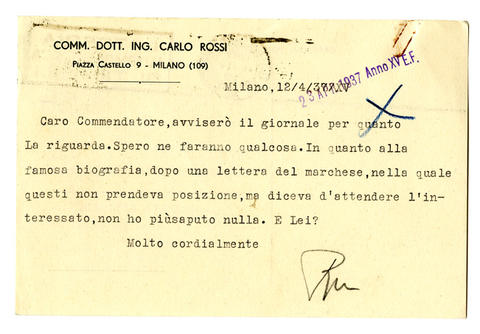 COMM. DOTT. ING. CARLO ROSSI
PIAZZA CASTELLO 9 - MILANO (109)
Milano, 12/4/37
23 APR. 1937 Anno XV E.F.
Caro Commendatore,avviserò il giornale per quanto
La riguarda.Spero ne faranno qualcosa.In quanto alla
famosa biografia,dopo una lettera del marchese,nella quale
questi non prendeva posizione,ma diceva d'attendere l'in-
teressato,non ho piùsaputo nulla. E Lei?
Molto cordialmente